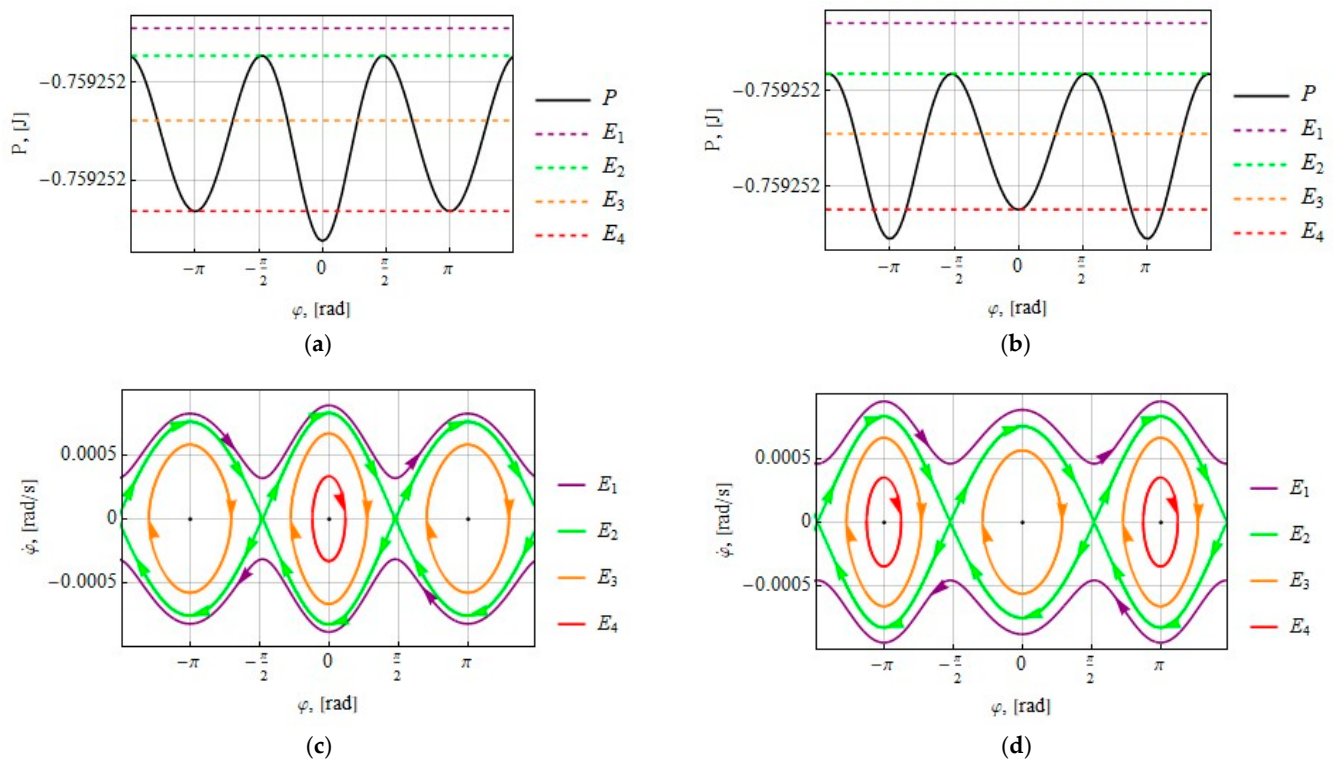 −0.759252
−0.759252
P, [J]
−π
−π/2
0
π/2
π
φ, [rad]
P
E₁
E₂
E₃
E₄
(a)
−0.759252
−0.759252
P, [J]
−π
−π/2
0
π/2
π
φ, [rad]
P
E₁
E₂
E₃
E₄
(b)
0.0005
0
−0.0005
φ̇, [rad/s]
−π
−π/2
0
π/2
π
φ, [rad]
E₁
E₂
E₃
E₄
(c)
0.0005
0
−0.0005
φ̇, [rad/s]
−π
−π/2
0
π/2
π
φ, [rad]
E₁
E₂
E₃
E₄
(d)